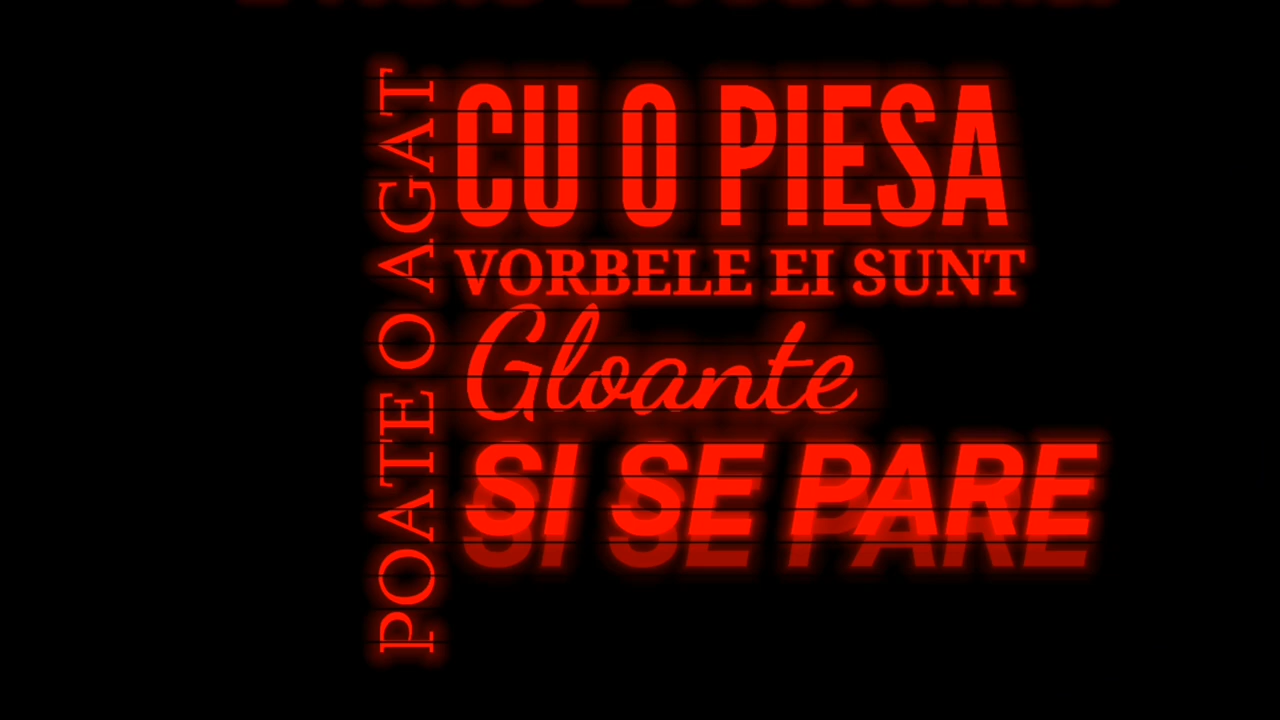 POATE O AGAT
CU O PIESA
VORBELE EI SUNT
Gloante
SI SE PARE